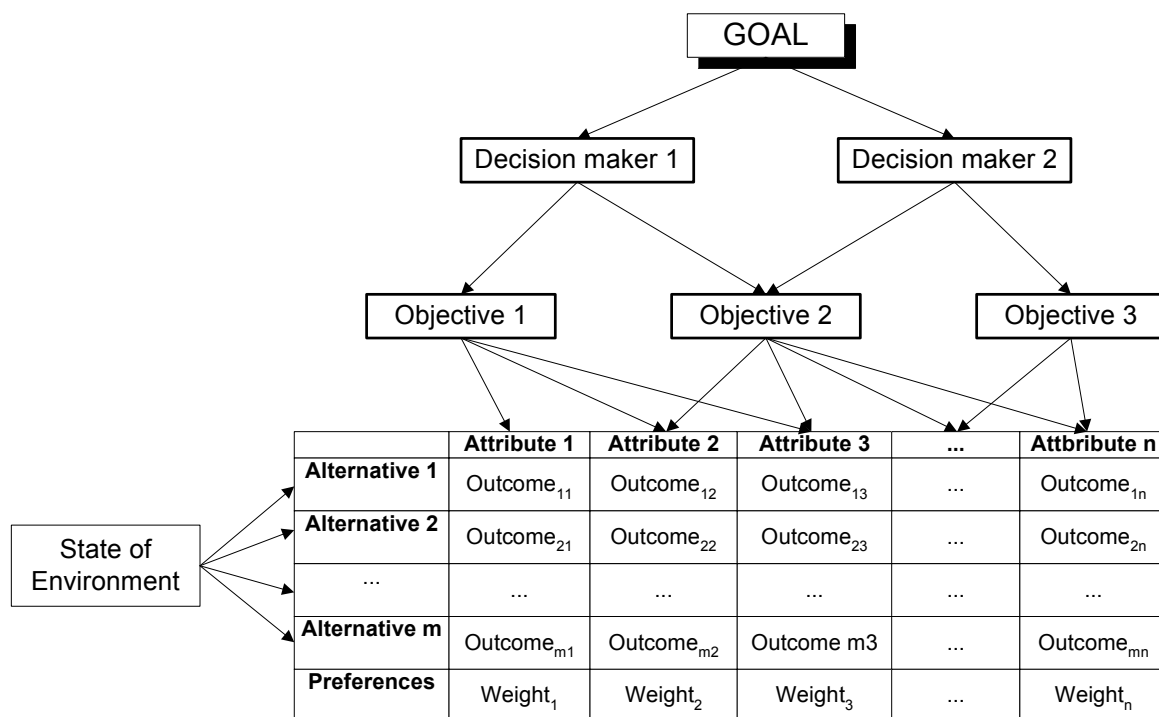 GOAL
Decision maker 1 Decision maker 2
Objective 1 Objective 2 Objective 3
Attribute 1 Attribute 2 Attribute 3 ... Attbribute n
Alternative 1 Outcome₁₁ Outcome₁₂ Outcome₁₃ ... Outcome₁ₙ
Alternative 2 Outcome₂₁ Outcome₂₂ Outcome₂₃ ... Outcome₂ₙ
State of
Environment
... ... ... ... ... ...
Alternative m Outcomeₘ₁ Outcomeₘ₂ Outcome m3 ... Outcomeₘₙ
Preferences Weight₁ Weight₂ Weight₃ ... Weightₙ